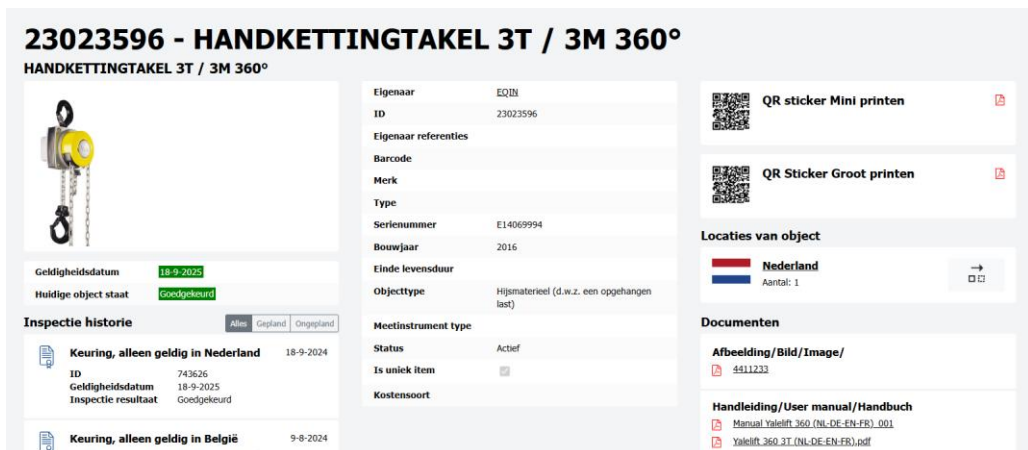 23023596 - HANDKETTINGTAKEL 3T / 3M 360°
HANDKETTINGTAKEL 3T / 3M 360°
Geldigheidsdatum 18-9-2025
Huidige object staat Goedgekeurd
Inspectie historie Alles Gepland Ongepland
Keuring, alleen geldig in Nederland 18-9-2024
ID 743626
Geldigheidsdatum 18-9-2025
Inspectie resultaat Goedgekeurd
Keuring, alleen geldig in België 9-8-2024
Eigenaar EQIN
ID 23023596
Eigenaar referenties
Barcode
Merk
Type
Serienummer E14069994
Bouwjaar 2016
Einde levensduur
Objecttype Hijsmaterieel (d.w.z. een opgehangen
last)
Meetinstrument type
Status Actief
Is uniek item
Kostensoort
QR sticker Mini printen
QR Sticker Groot printen
Locaties van object
Nederland
Aantal: 1
Documenten
Afbeelding/Bild/Image/
4411233
Handleiding/User manual/Handbuch
Manual Yalelift 360 (NL-DE-EN-FR)_001
Yalelift 360 3T (NL-DE-EN-FR).pdf